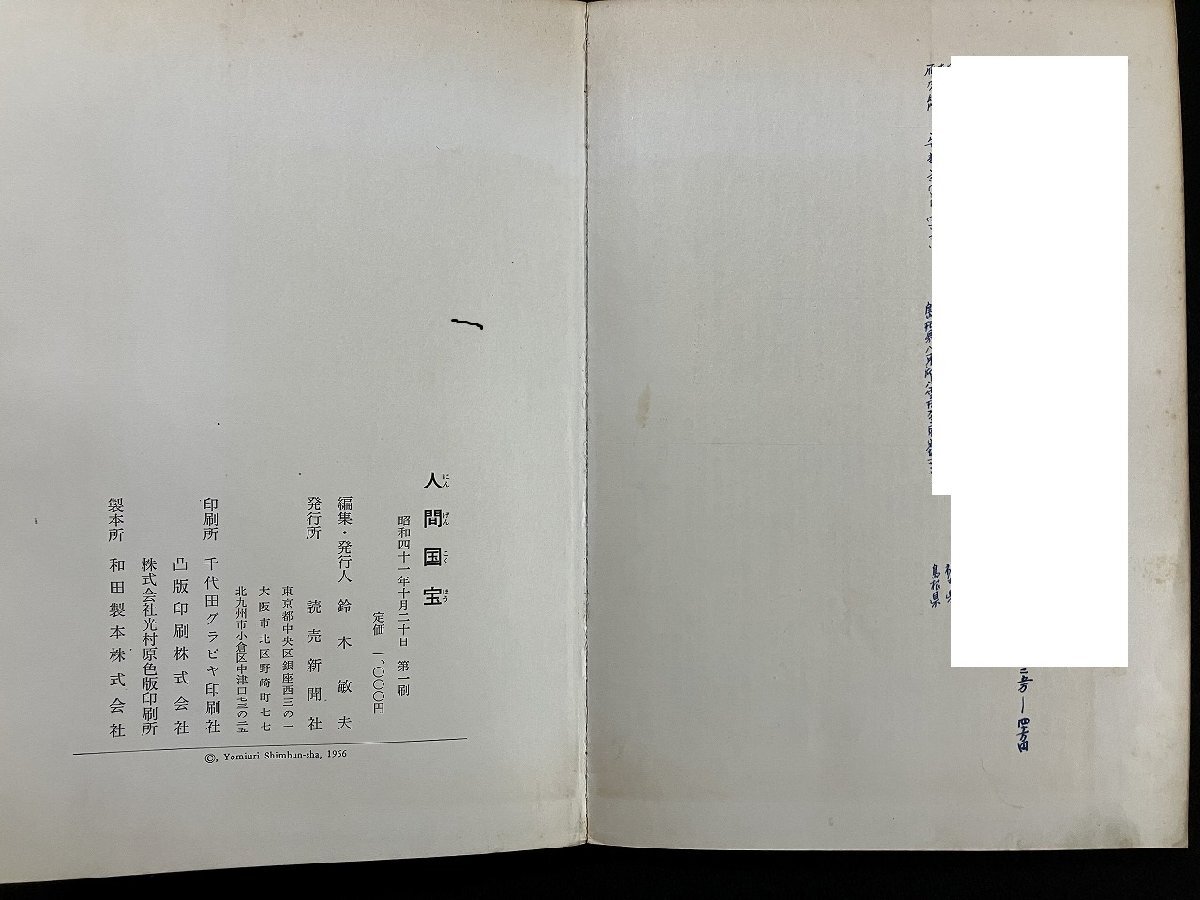 人間国宝
にんげんこくほう
昭和四十一年十月二十日 第一刷
定価 一、〇〇〇円
編集・発行人 鈴木敏夫
発行所 読売新聞社
東京都中央区銀座西三の一
大阪市北区野崎町七七
北九州市小倉区中津口七三の二五
印刷所 千代田グラビヤ印刷社
凸版印刷株式会社
株式会社光村原色版印刷所
製本所 和田製本株式会社
©, Yomiuri Shimbun-sha, 1956
島根県